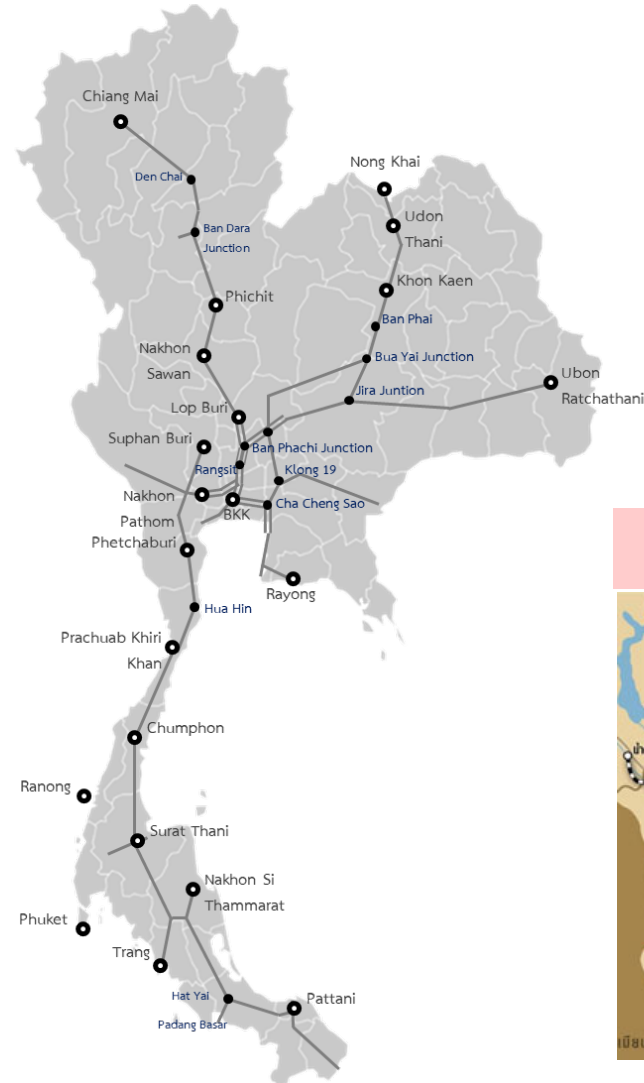 Chiang Mai
Den Chai
Nong Khai
Udon
Thani
Ban Dara
Junction
Khon Kaen
Phichit
Ban Phai
Nakhon
Sawan
Bua Yai Junction
Ubon
Ratchathani
Jira Juntion
Lop Buri
Suphan Buri
Ban Phachi Junction
Rangsit
Klong 19
Nakhon
Pathom
BKK
Cha Cheng Sao
Phetchaburi
Rayong
Hua Hin
Prachuab Khiri
Khan
Chumphon
Ranong
Surat Thani
Nakhon Si
Thammarat
Phuket
Trang
Hat Yai
Pattani
Padang Basar